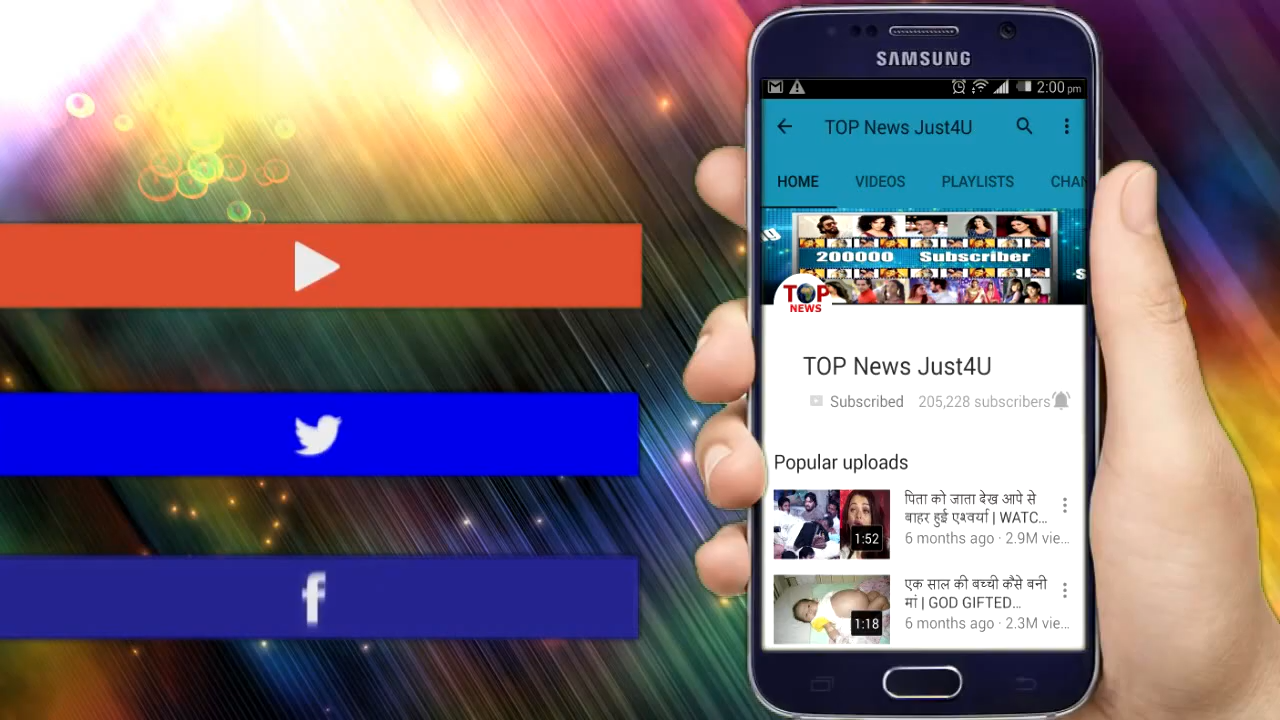 SAMSUNG
2:00 pm
TOP News Just4U
HOME VIDEOS PLAYLISTS CHAN
200000 Subscriber
TOP
NEWS
TOP News Just4U
Subscribed 205,228 subscribers
Popular uploads
पिता को जाता देख आपे से
बाहर हुई एश्वर्या | WATC...
6 months ago · 2.9M vie...
1:52
एक साल की बच्ची कैसे बनी
मां | GOD GIFTED...
6 months ago · 2.3M vie...
1:18